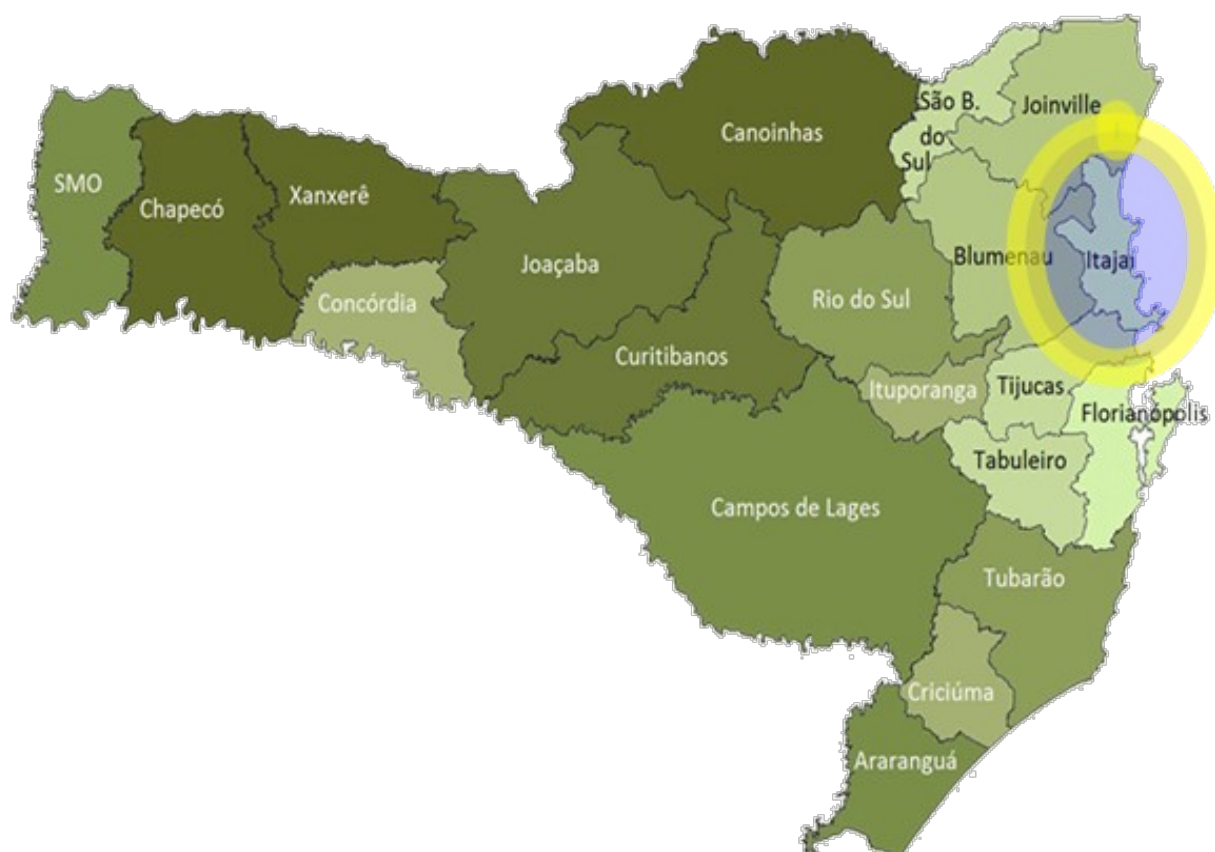 São B.
do
Sul
Joinville
Canoinhas
SMO
Chapecó
Xanxerê
Joaçaba
Blumenau
Itajaí
Concórdia
Rio do Sul
Curitibanos
Ituporanga
Tijucas
Florianópolis
Tabuleiro
Campos de Lages
Tubarão
Criciúma
Araranguá